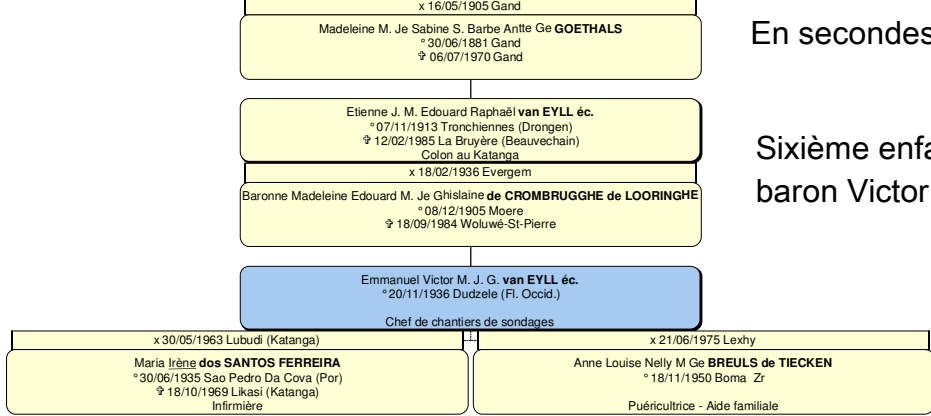 x 16/05/1905 Gand
Madeleine M. Je Sabine S. Barbe Antte Ge GOETHALS
° 30/06/1881 Gand
✞ 06/07/1970 Gand
En secondes
Etienne J. M. Edouard Raphaël van EYLL éc.
° 07/11/1913 Tronchiennes (Drongen)
✞ 12/02/1985 La Bruyère (Beauvechain)
Colon au Katanga
x 18/02/1936 Evergem
Baronne Madeleine Edouard M. Je Ghislaine de CROMBRUGGHE de LOORINGHE
° 08/12/1905 Moere
✞ 18/09/1984 Woluwé-St-Pierre
Sixième enfa
baron Victor
Emmanuel Victor M. J. G. van EYLL éc.
° 20/11/1936 Dudzele (Fl. Occid.)
Chef de chantiers de sondages
x 30/05/1963 Lubudi (Katanga)
Maria Irène dos SANTOS FERREIRA
° 30/06/1935 Sao Pedro Da Cova (Por)
✞ 18/10/1969 Likasi (Katanga)
Infirmière
x 21/06/1975 Lexhy
Anne Louise Nelly M Ge BREULS de TIECKEN
° 18/11/1950 Boma Zr
Puéricultrice - Aide familiale